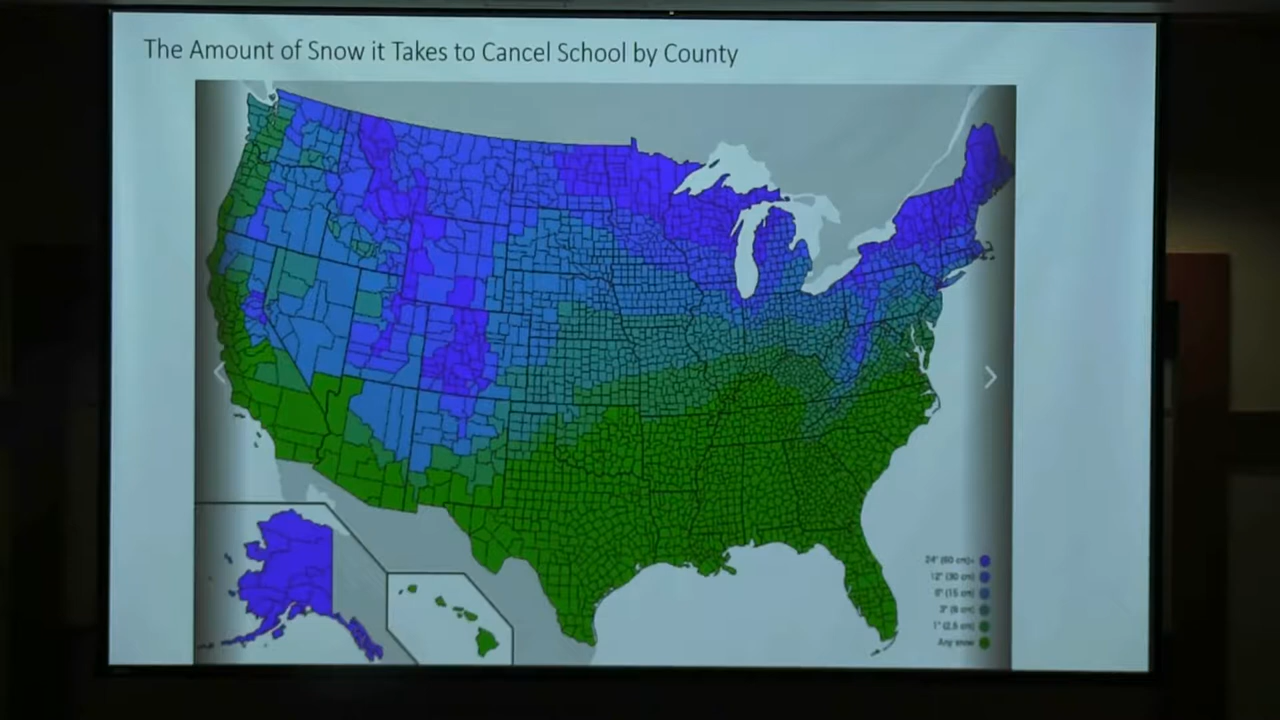 The Amount of Snow it Takes to Cancel School by County
24" (60 cm)+
12" (30 cm)
6" (15 cm)
3" (8 cm)
1" (2.5 cm)
Any snow